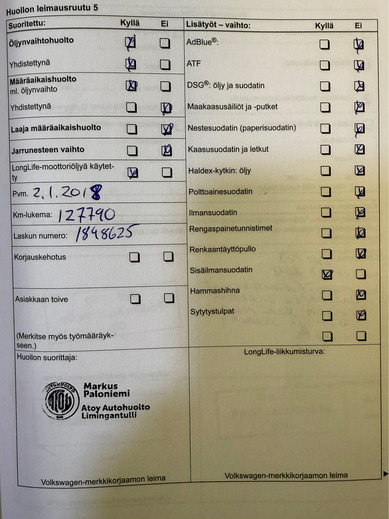 Huollon leimausruutu 5
Suoritettu: Kyllä Ei
Öljynvaihtohuolto
Yhdistettynä
Määräaikaishuolto
ml. öljynvaihto
Yhdistettynä
Laaja määräaikaishuolto
Jarrunesteen vaihto
LongLife-moottoriöljyä käytet-
ty
Pvm. 2.1.2018
Km-lukema: 127790
Laskun numero: 1848625
Korjauskehotus
Asiakkaan toive
(Merkitse myös työmääräyk-
seen.)
Huollon suorittaja:
Markus
Paloniemi
Atoy Autohuolto
Limingantulli
Volkswagen-merkkikorjaamon leima
Lisätyöt – vaihto: Kyllä Ei
AdBlue®:
ATF
DSG®: öljy ja suodatin
Maakaasusäiliöt ja -putket
Nestesuodatin (paperisuodatin)
Kaasusuodatin ja letkut
Haldex-kytkin: öljy
Polttoainesuodatin
Ilmansuodatin
Rengaspainetunnistimet
Renkaantäyttöpullo
Sisäilmansuodatin
Hammashihna
Sytytystulpat
LongLife-liikkumisturva:
Volkswagen-merkkikorjaamon leima